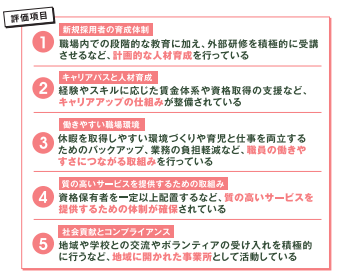 評価項目
新規採用者の育成体制
1 職場内での段階的な教育に加え、外部研修を積極的に受講
させるなど、計画的な人材育成を行っている
キャリアパスと人材育成
2 経験やスキルに応じた賃金体系や資格取得の支援など、
キャリアアップの仕組みが整備されている
働きやすい職場環境
3 休暇を取得しやすい環境づくりや育児と仕事を両立する
ためのバックアップ、業務の負担軽減など、職員の働きや
すさにつながる取組みを行っている
質の高いサービスを提供するための取組み
4 資格保有者を一定以上配置するなど、質の高いサービスを
提供するための体制が確保されている
社会貢献とコンプライアンス
5 地域や学校との交流やボランティアの受け入れを積極的
に行うなど、地域に開かれた事業所として活動している